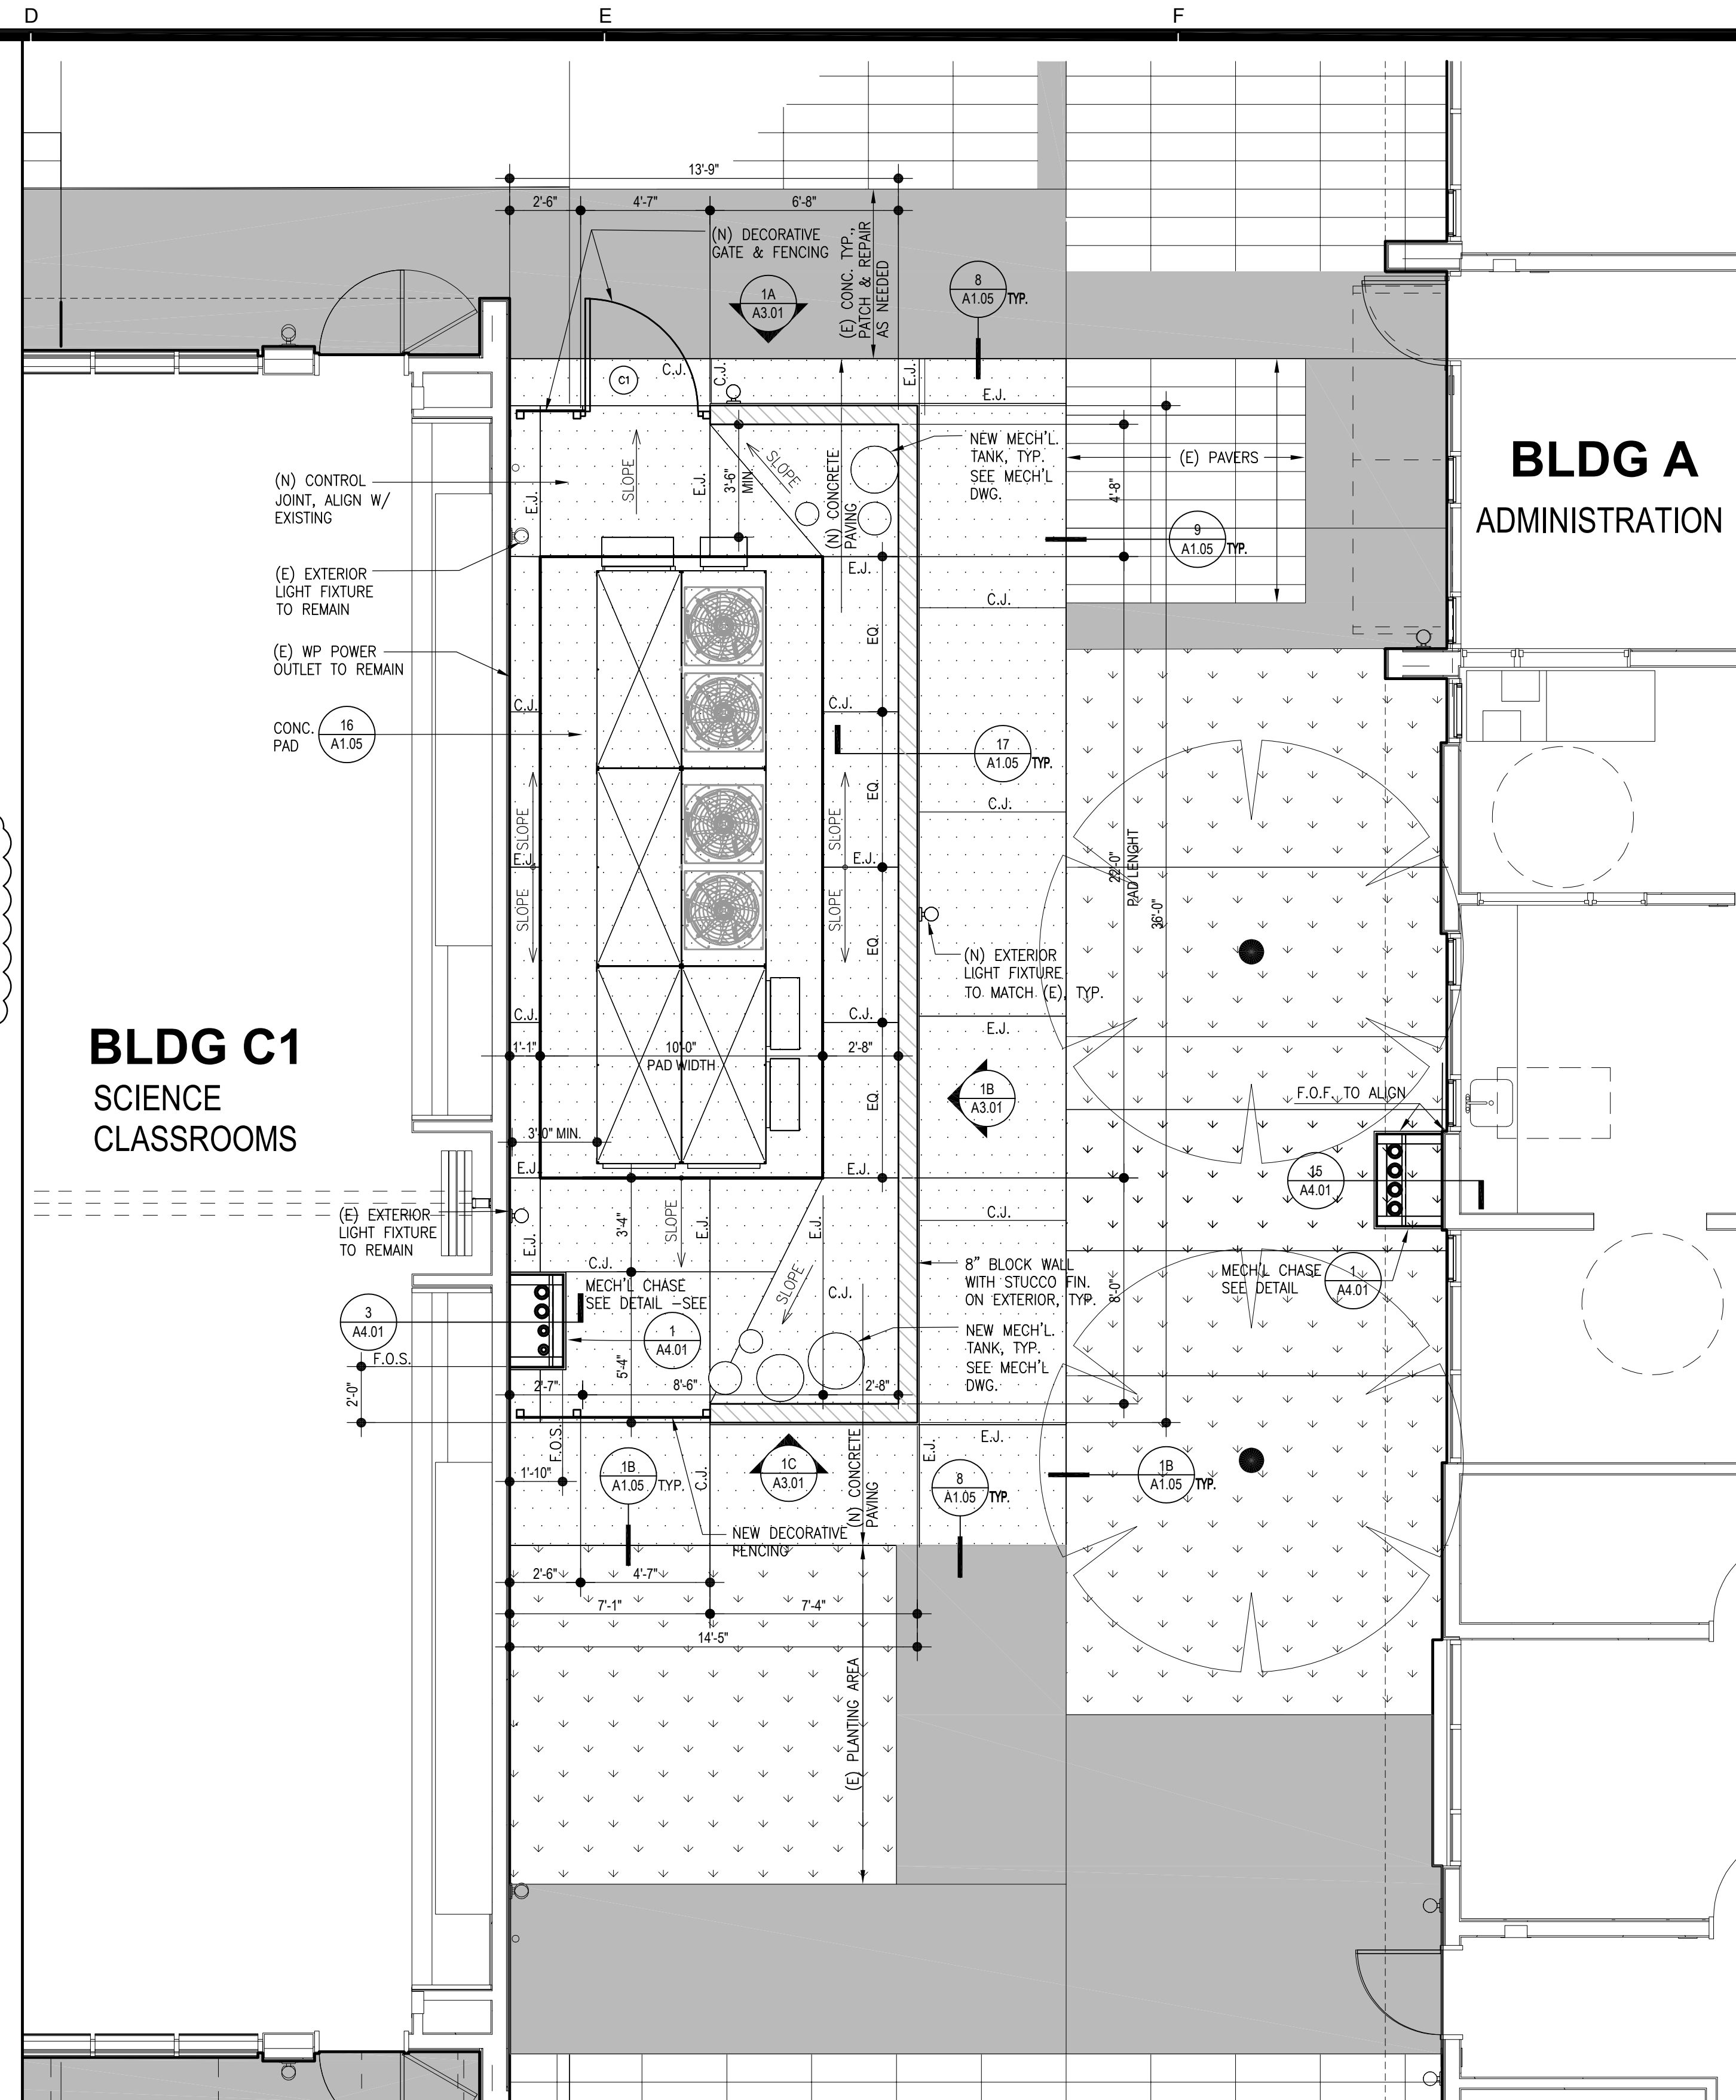 D
E
F
13'-9"
2'-6"
4'-7"
6'-8"
(N) DECORATIVE
GATE & FENCING
(E) CONC. TYP.,
PATCH & REPAIR
AS NEEDED
1A
A3.01
8
A1.05
TYP.
C1
C.J.
C.J.
E.J.
E.J.
NEW MECH'L.
TANK, TYP.
SEE MECH'L
DWG.
(E) PAVERS
BLDG A
ADMINISTRATION
(N) CONTROL
JOINT, ALIGN W/
EXISTING
E.J.
SLOPE
E.J.
3'-6"
MIN.
SLOPE
(N) CONCRETE
PAVING
4'-8"
9
A1.05
TYP.
(E) EXTERIOR
LIGHT FIXTURE
TO REMAIN
E.J.
C.J.
EQ.
(E) WP POWER
OUTLET TO REMAIN
C.J.
C.J.
CONC.
PAD
16
A1.05
17
A1.05
TYP.
EQ.
C.J.
SLOPE
SLOPE
E.J.
E.J.
22'-0"
PAD LENGHT
36'-0"
SLOPE
SLOPE
EQ.
(N) EXTERIOR
LIGHT FIXTURE
TO MATCH (E), TYP.
C.J.
C.J.
E.J.
BLDG C1
SCIENCE
CLASSROOMS
1'-1"
10'-0"
PAD WIDTH
2'-8"
EQ.
1B
A3.01
F.O.F. TO ALIGN
3'-0" MIN.
E.J.
E.J.
15
A4.01
(E) EXTERIOR
LIGHT FIXTURE
TO REMAIN
E.J.
3'-4"
SLOPE
E.J.
E.J.
C.J.
C.J.
MECH'L CHASE
SEE DETAIL -SEE
SLOPE
C.J.
8" BLOCK WALL
WITH STUCCO FIN.
ON EXTERIOR, TYP.
8'-0"
MECH'L CHASE
SEE DETAIL
1
A4.01
3
A4.01
1
A4.01
NEW MECH'L.
TANK, TYP.
SEE MECH'L
DWG.
F.O.S.
2'-0"
5'-4"
2'-7"
8'-6"
2'-8"
F.O.S.
1'-10"
1B
A1.05
TYP.
C.J.
1C
A3.01
(N) CONCRETE
PAVING
E.J.
E.J.
8
A1.05
TYP.
1B
A1.05
TYP.
NEW DECORATIVE
FENCING
2'-6"
4'-7"
7'-1"
7'-4"
14'-5"
(E) PLANTING AREA